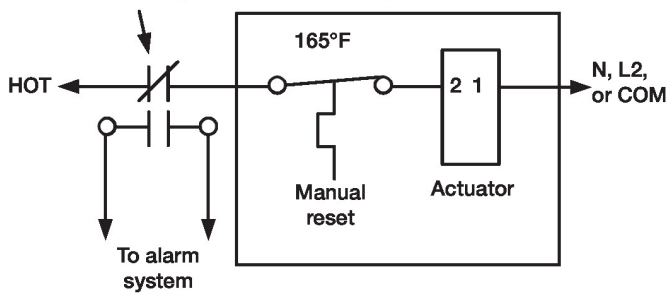 165°F
HOT
N, L2,
or COM
2 1
Manual
reset
Actuator
To alarm
system